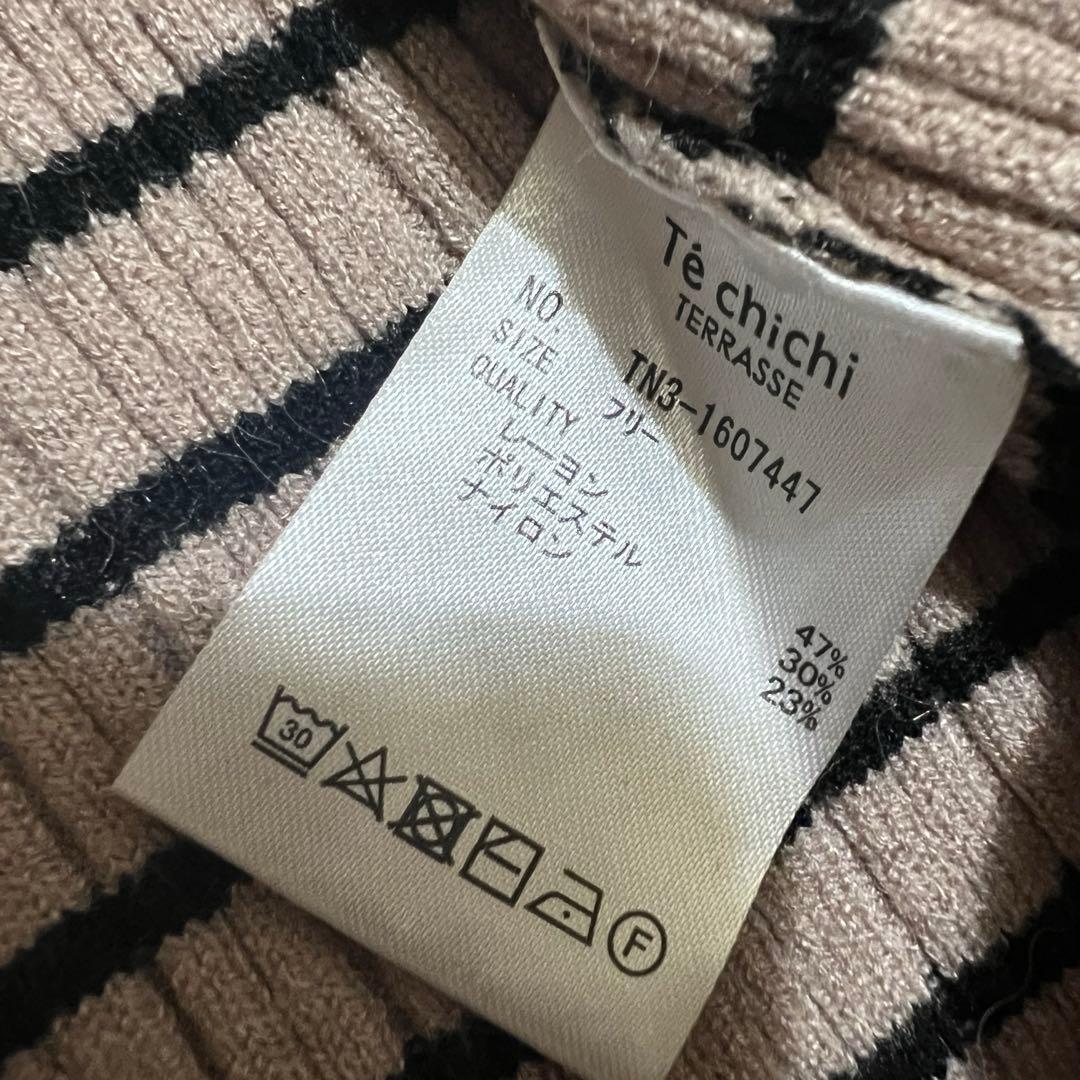 Té chichi
TERRASSE
NO. TN3-1607447
SIZE フリー
QUALITY
レーヨン 47%
ポリエステル 30%
ナイロン 23%
30
F